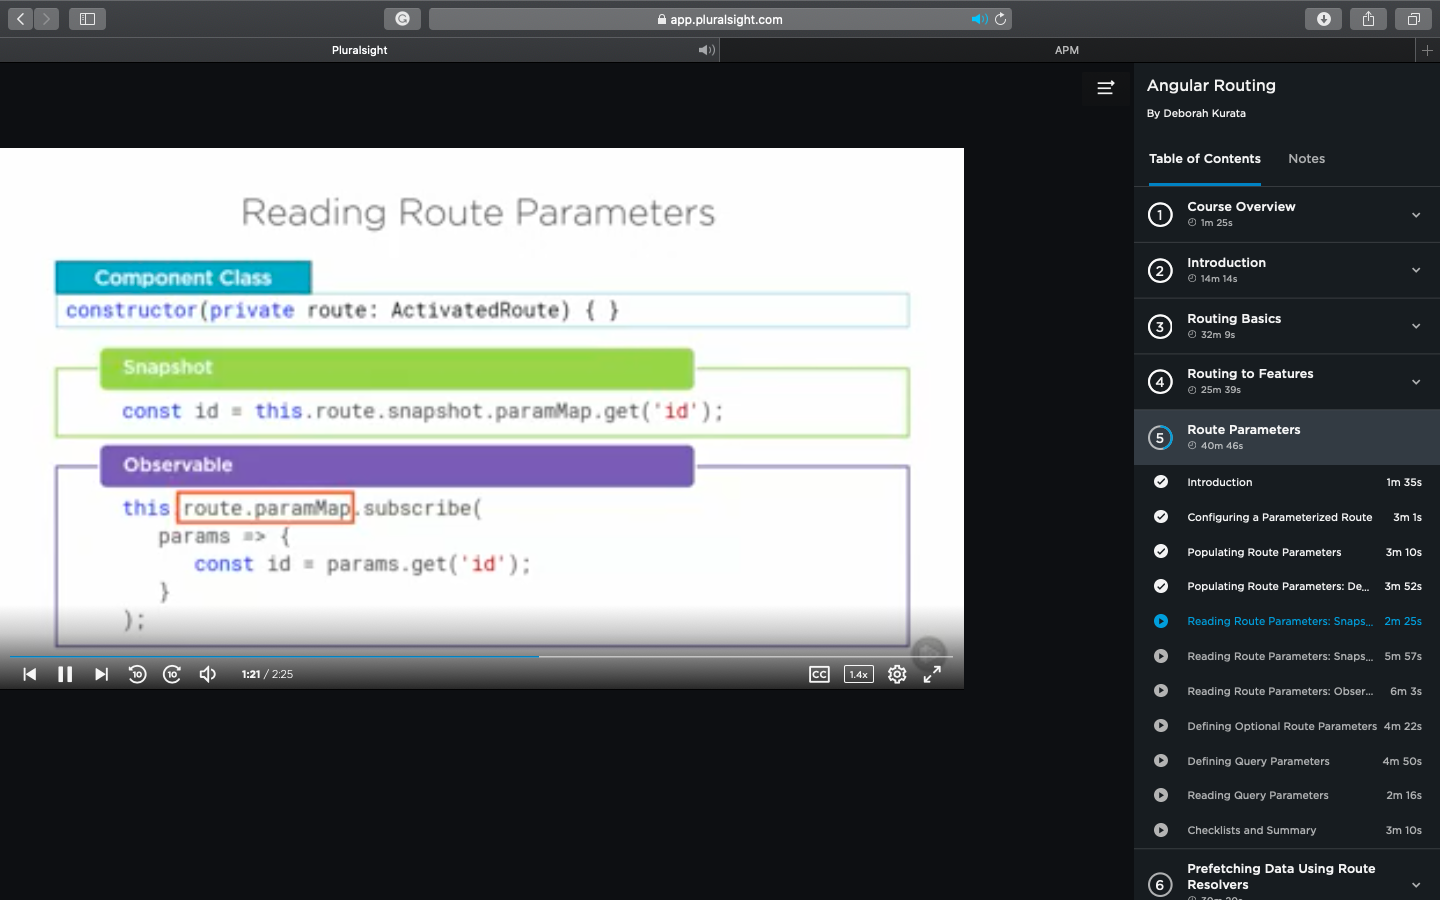 app.pluralsight.com
Pluralsight
APM
Reading Route Parameters
Component Class
constructor(private route: ActivatedRoute) { }
Snapshot
const id = this.route.snapshot.paramMap.get('id');
Observable
this.route.paramMap.subscribe(
params => {
const id = params.get('id');
}
);
10
10
1:21 / 2:25
CC
1.4x
Angular Routing
By Deborah Kurata
Table of Contents
Notes
1
Course Overview
1m 25s
2
Introduction
14m 14s
3
Routing Basics
32m 9s
4
Routing to Features
25m 39s
5
Route Parameters
40m 46s
Introduction 1m 35s
Configuring a Parameterized Route 3m 1s
Populating Route Parameters 3m 10s
Populating Route Parameters: De... 3m 52s
Reading Route Parameters: Snaps... 2m 25s
Reading Route Parameters: Snaps... 5m 57s
Reading Route Parameters: Obser... 6m 3s
Defining Optional Route Parameters 4m 22s
Defining Query Parameters 4m 50s
Reading Query Parameters 2m 16s
Checklists and Summary 3m 10s
6
Prefetching Data Using Route
Resolvers